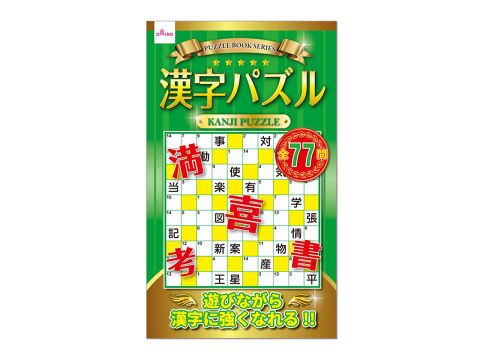 DAISO
PUZZLE BOOK SERIES
漢字パズル
KANJI PUZZLE
全77問
満
事
対
動
使
当
楽
有
喜
学
図
張
記
情
考
新
案
物
書
産
王
星
平
遊びながら
漢字に強くなれる!!